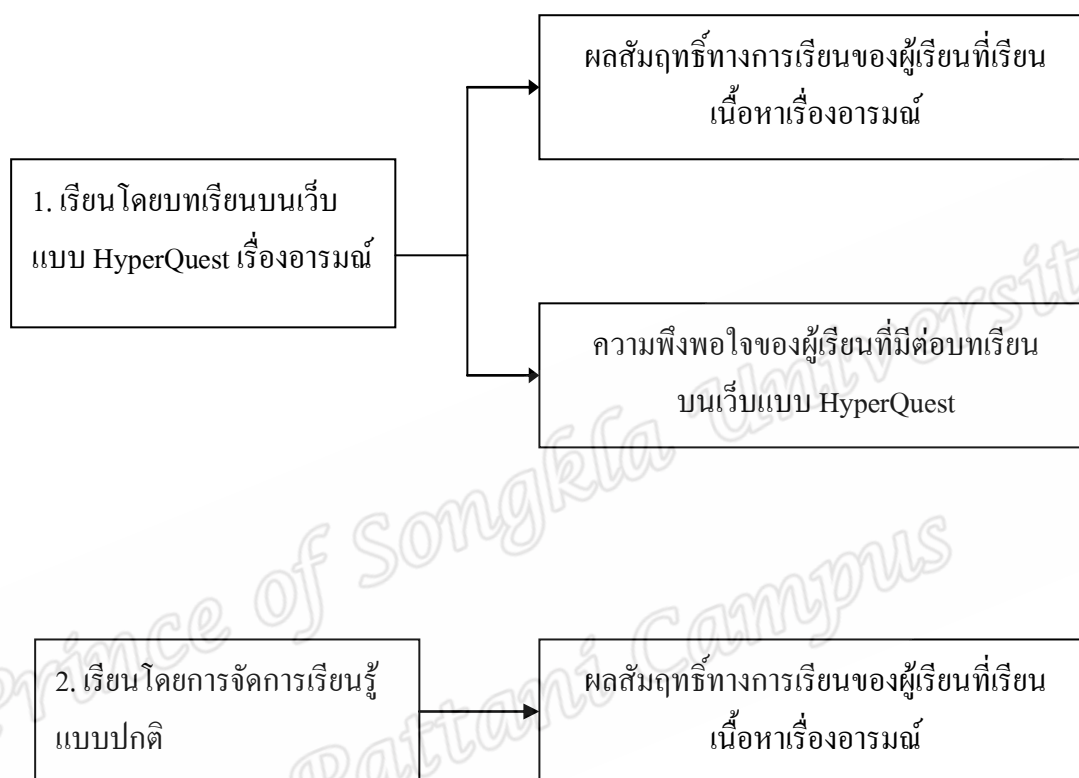 ผลสัมฤทธิ์ทางการเรียนของผู้เรียนที่เรียน
เนื้อหาเรื่องอารมณ์
1. เรียนโดยบทเรียนบนเว็บ
แบบ HyperQuest เรื่องอารมณ์
ความพึงพอใจของผู้เรียนที่มีต่อบทเรียน
บนเว็บแบบ HyperQuest
2. เรียนโดยการจัดการเรียนรู้
แบบปกติ
ผลสัมฤทธิ์ทางการเรียนของผู้เรียนที่เรียน
เนื้อหาเรื่องอารมณ์
Prince of Songkla Universit
Pattani Campus